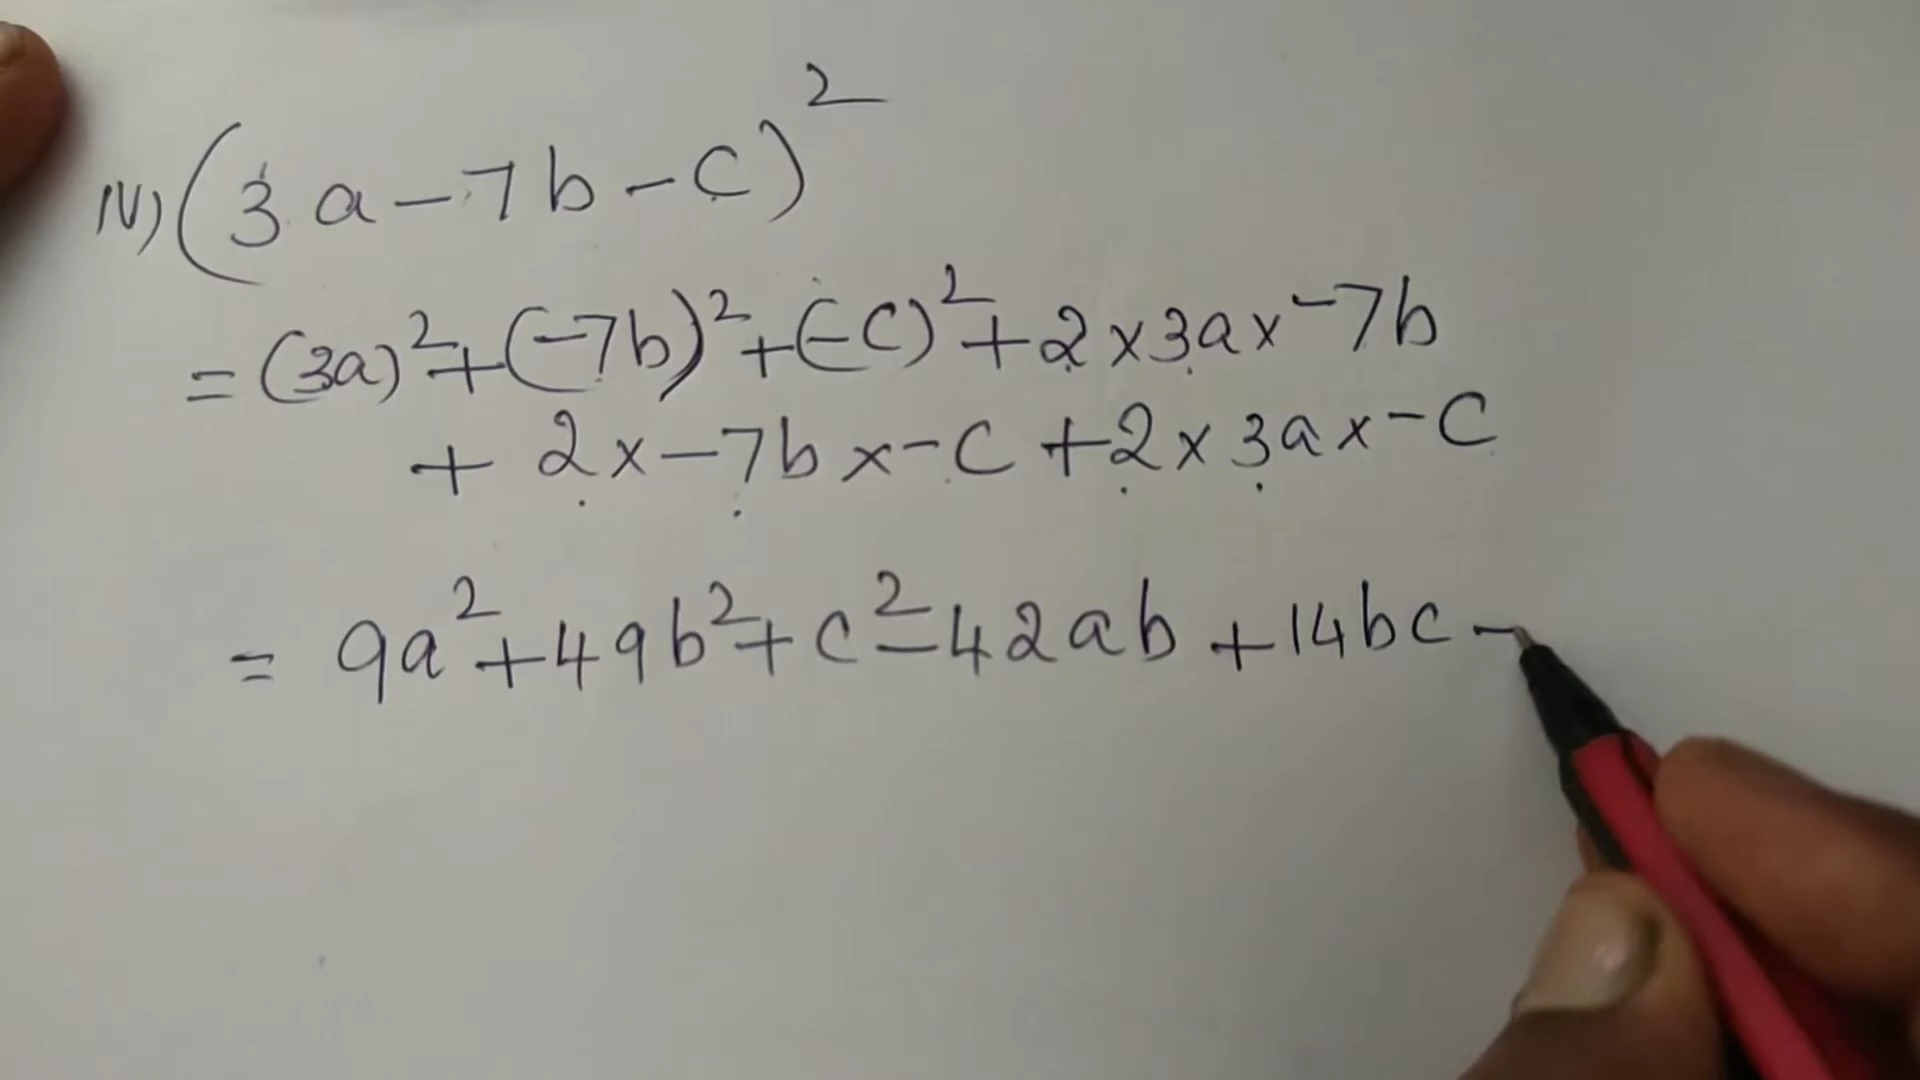 IV) (3a-7b-c)²
= (3a)²+(-7b)²+(-c)²+2×3a×-7b
+ 2×-7b×-c+2×3a×-c
= 9a²+49b²+c²-42ab+14bc-